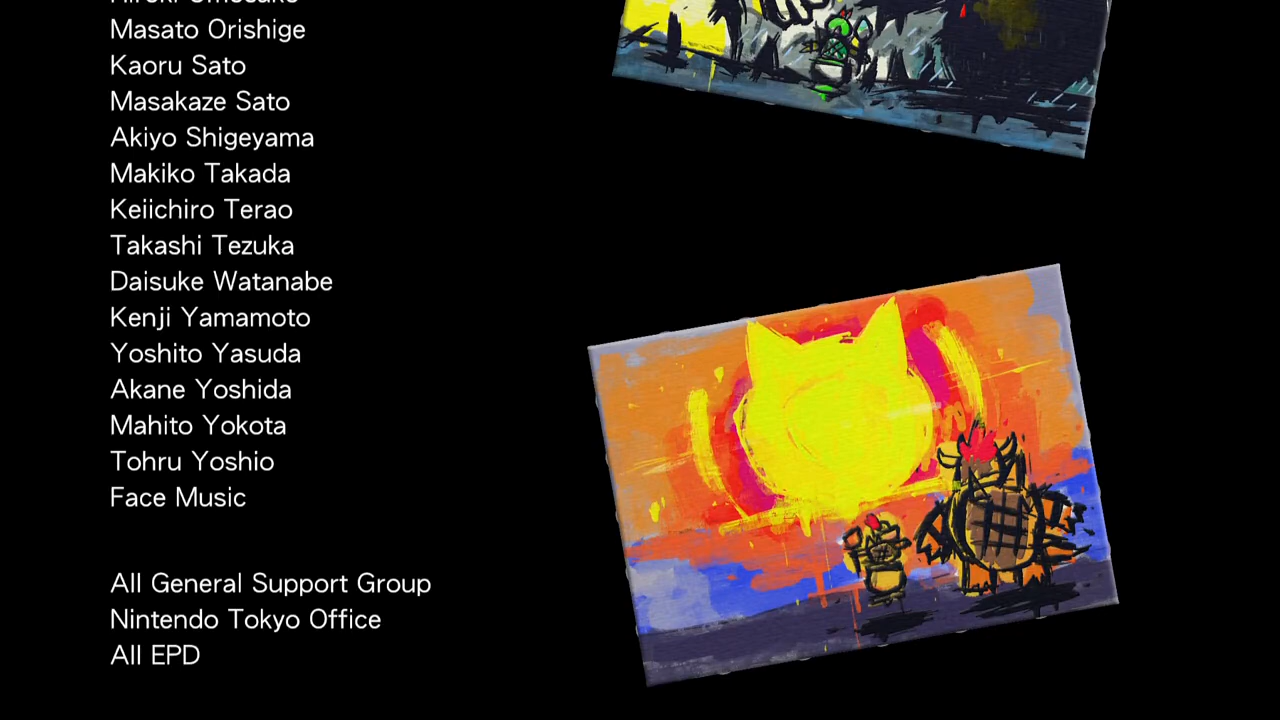 Masato Orishige
Kaoru Sato
Masakaze Sato
Akiyo Shigeyama
Makiko Takada
Keiichiro Terao
Takashi Tezuka
Daisuke Watanabe
Kenji Yamamoto
Yoshito Yasuda
Akane Yoshida
Mahito Yokota
Tohru Yoshio
Face Music
All General Support Group
Nintendo Tokyo Office
All EPD